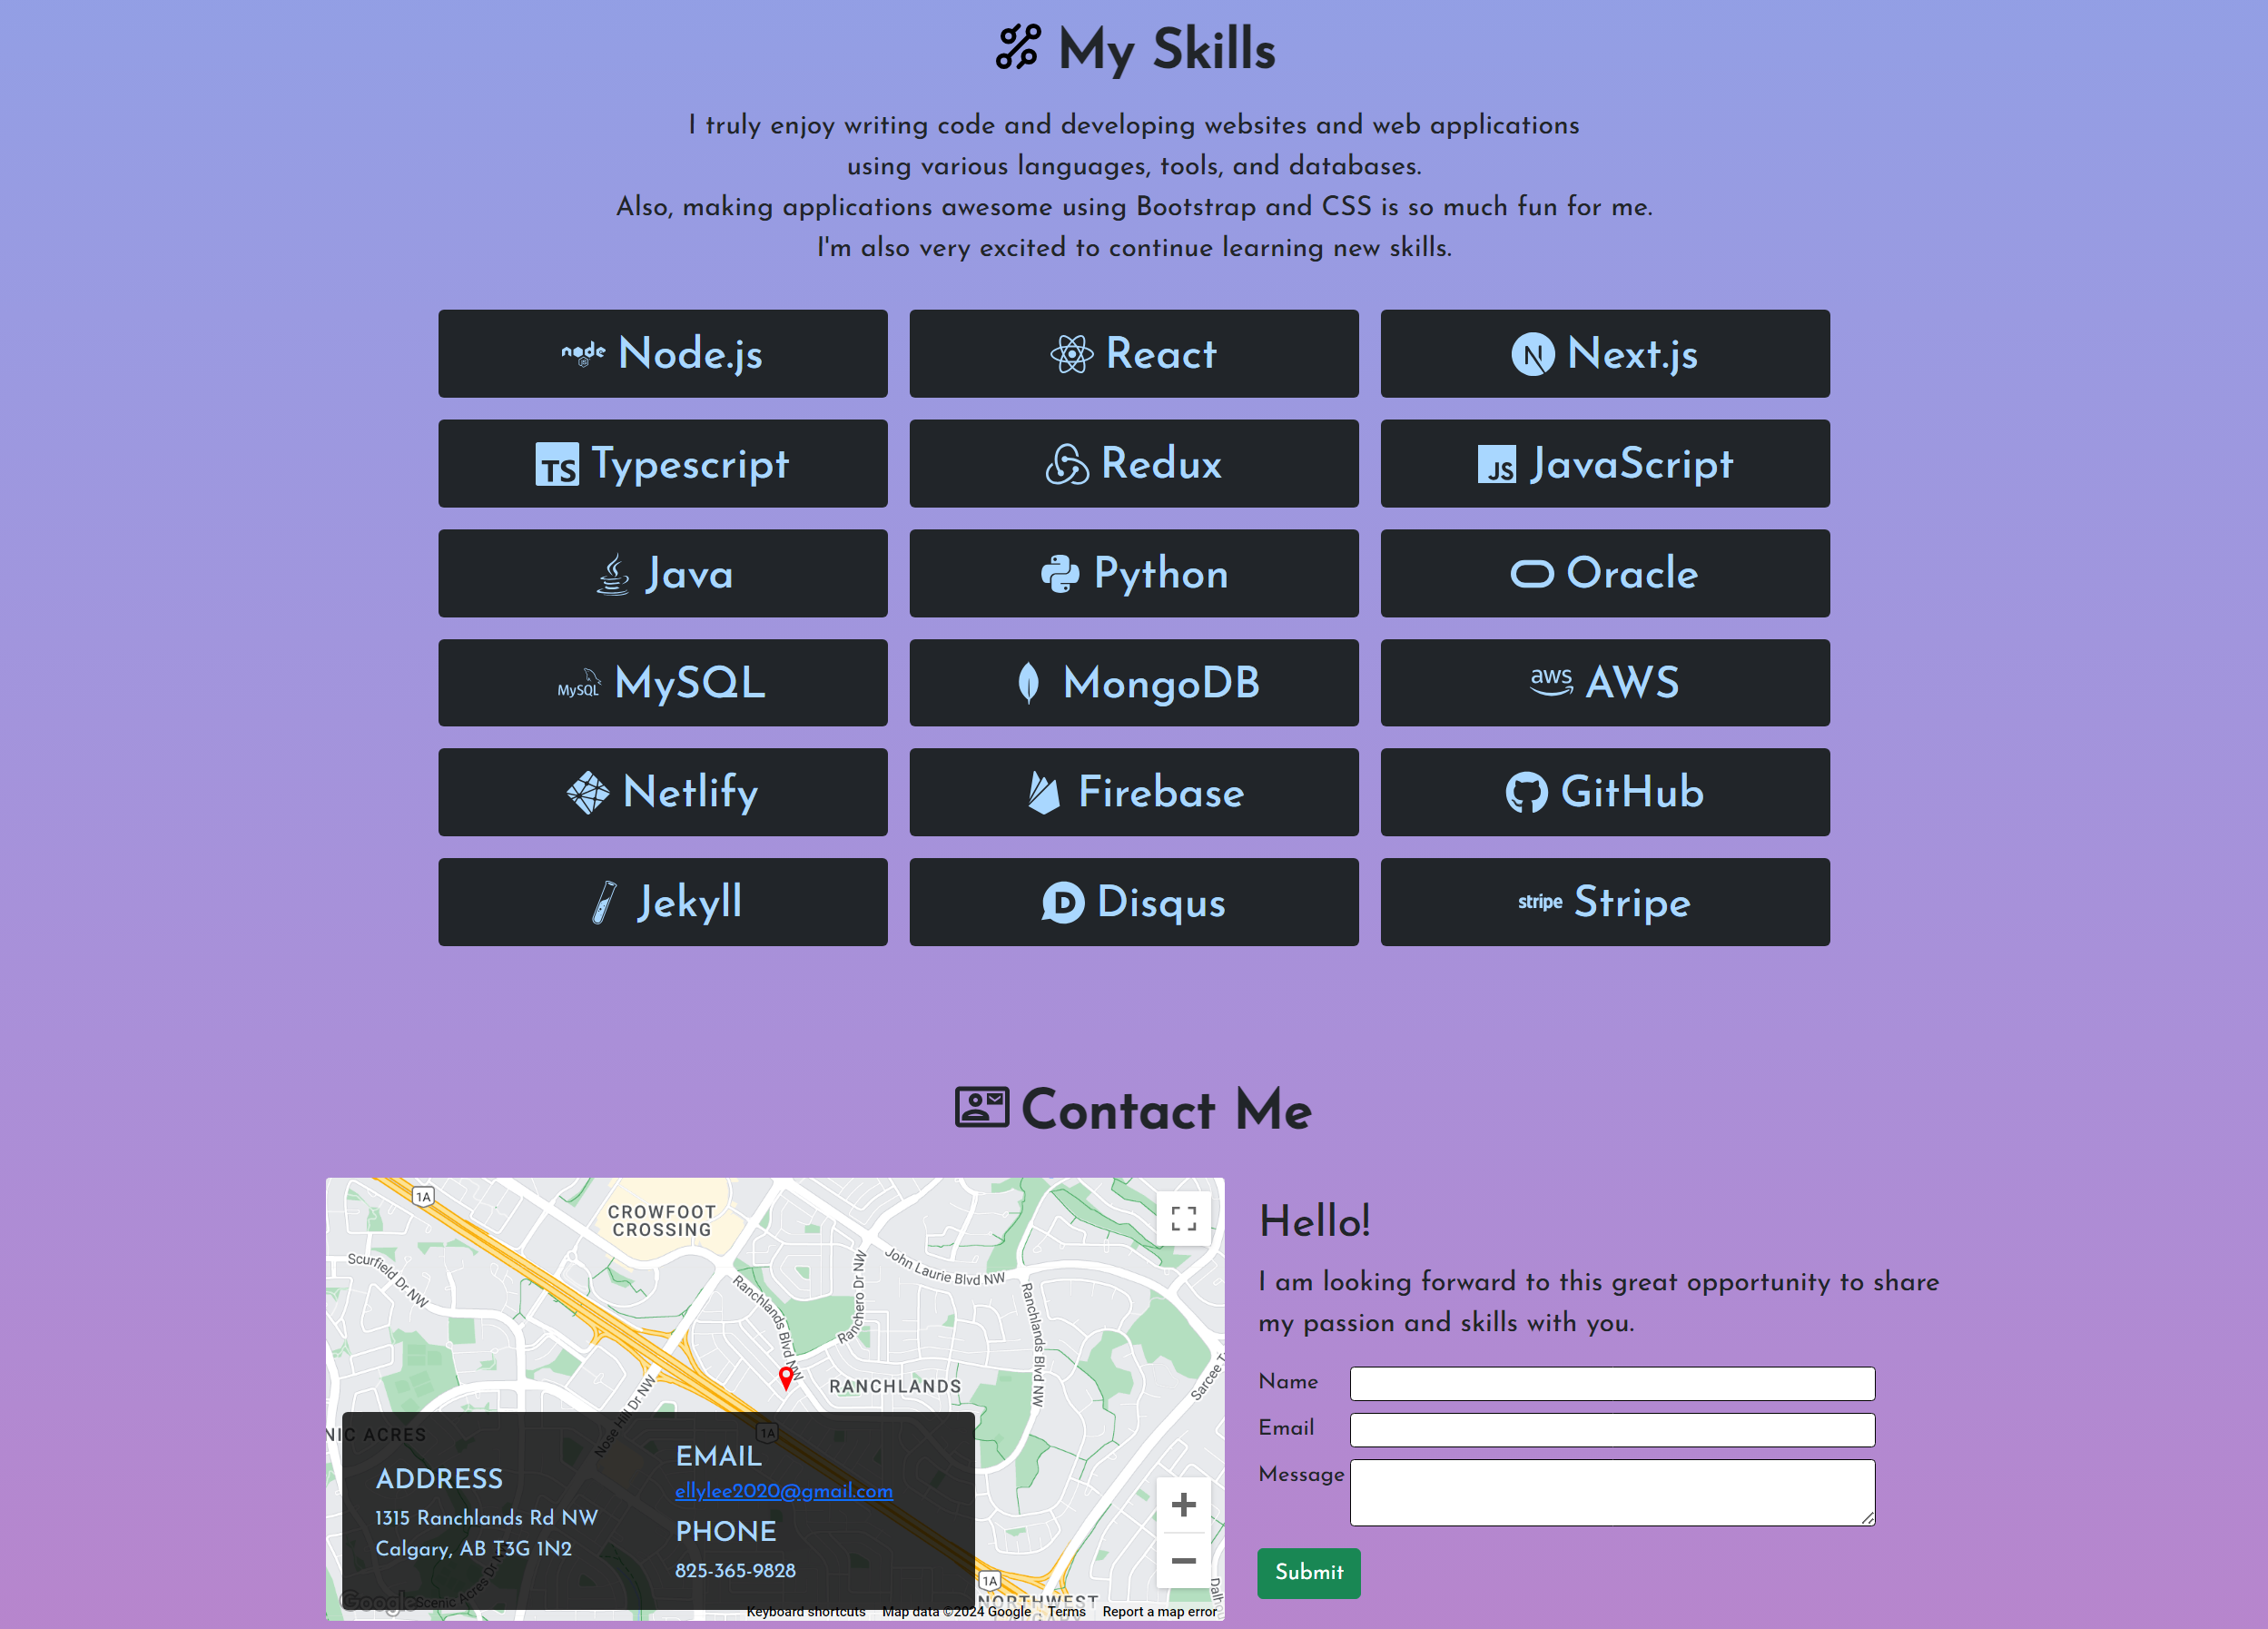 My Skills
I truly enjoy writing code and developing websites and web applications
using various languages, tools, and databases.
Also, making applications awesome using Bootstrap and CSS is so much fun for me.
I'm also very excited to continue learning new skills.
node JS Node.js
React
N Next.js
TS Typescript
Redux
JS JavaScript
Java
Python
Oracle
MySQL MySQL
MongoDB
aws AWS
Netlify
Firebase
GitHub
Jekyll
D Disqus
stripe Stripe
Contact Me
1A
CROWFOOT
CROSSING
Scurfield Dr NW
John Laurie Blvd NW
Ranchlands Blvd NW
Ranchero Dr NW
Ranchlands Blvd NW
RANCHLANDS
Nose Hill Dr NW
NIC ACRES
1A
ADDRESS
1315 Ranchlands Rd NW
Calgary, AB T3G 1N2
EMAIL
ellylee2020@gmail.com
PHONE
825-365-9828
1A
NORTHWEST
Google
Scenic Acres Dr
Keyboard shortcuts
Map data ©2024 Google
Terms
Report a map error
Hello!
I am looking forward to this great opportunity to share
my passion and skills with you.
Name
Email
Message
Submit